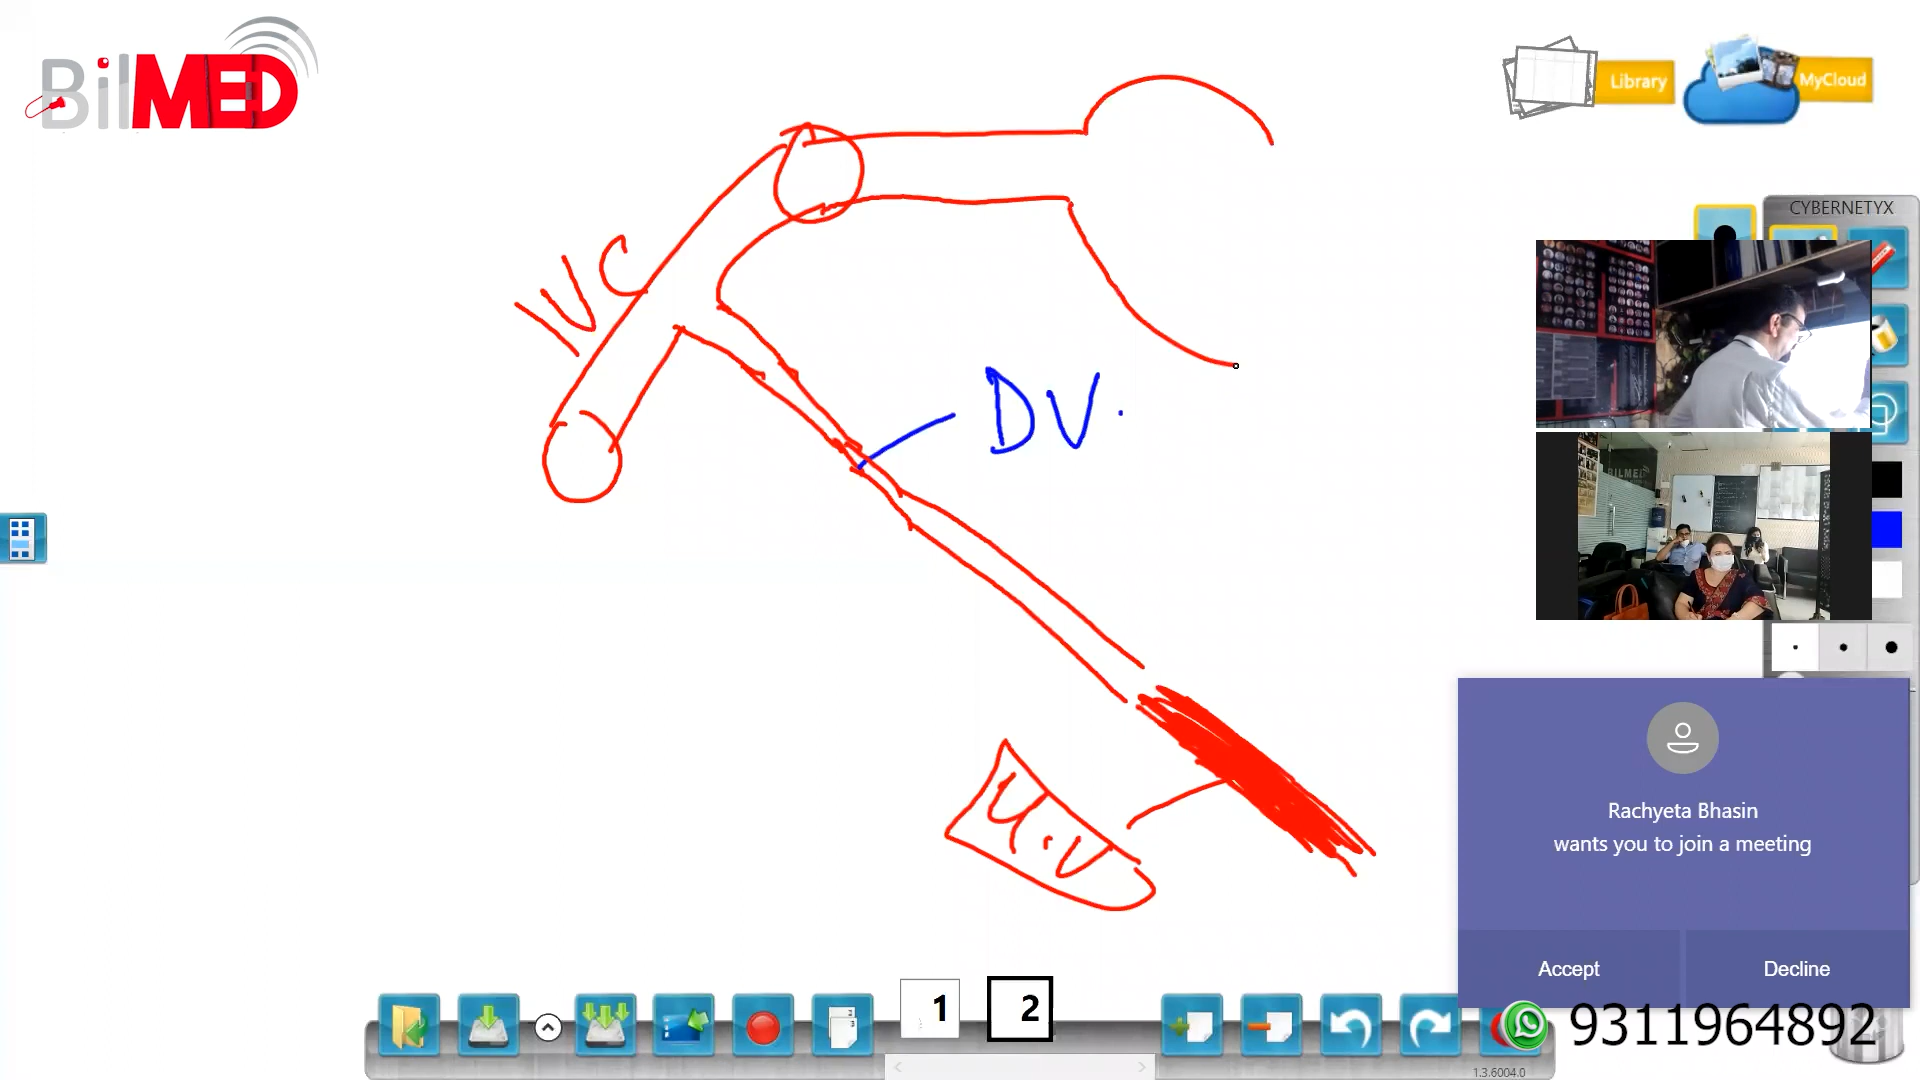 BilMED
Library
MyCloud
CYBERNETYX
IVC
DV.
BILMED
U.V
Rachyeta Bhasin
wants you to join a meeting
Accept
Decline
1
2
9311964892
1.3.6004.0